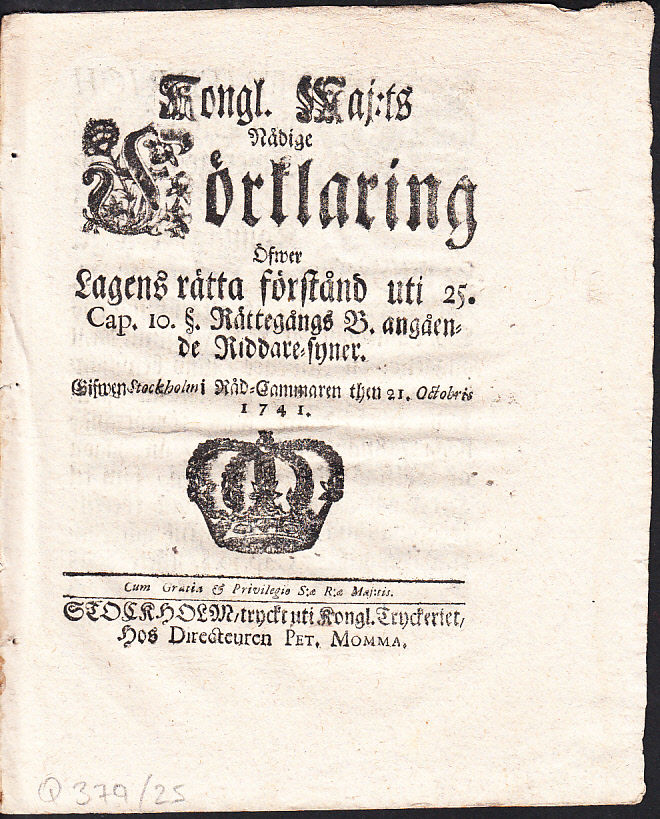 Kongl. Maj:ts
Nådige
Förklaring
Öfwer
Lagens rätta förstånd uti 25.
Cap. 10. §. Rättegångs B. angåen-
de Riddare-syner.
Gifwen Stockholm i Råd-Cammaren then 21. Octobris
1741.
Cum Gratia & Privilegio S:æ R:æ Maj:tis.
STOCKHOLM, tryckt uti Kongl. Tryckeriet,
Hos Directeuren PET. MOMMA.
Q 379/25